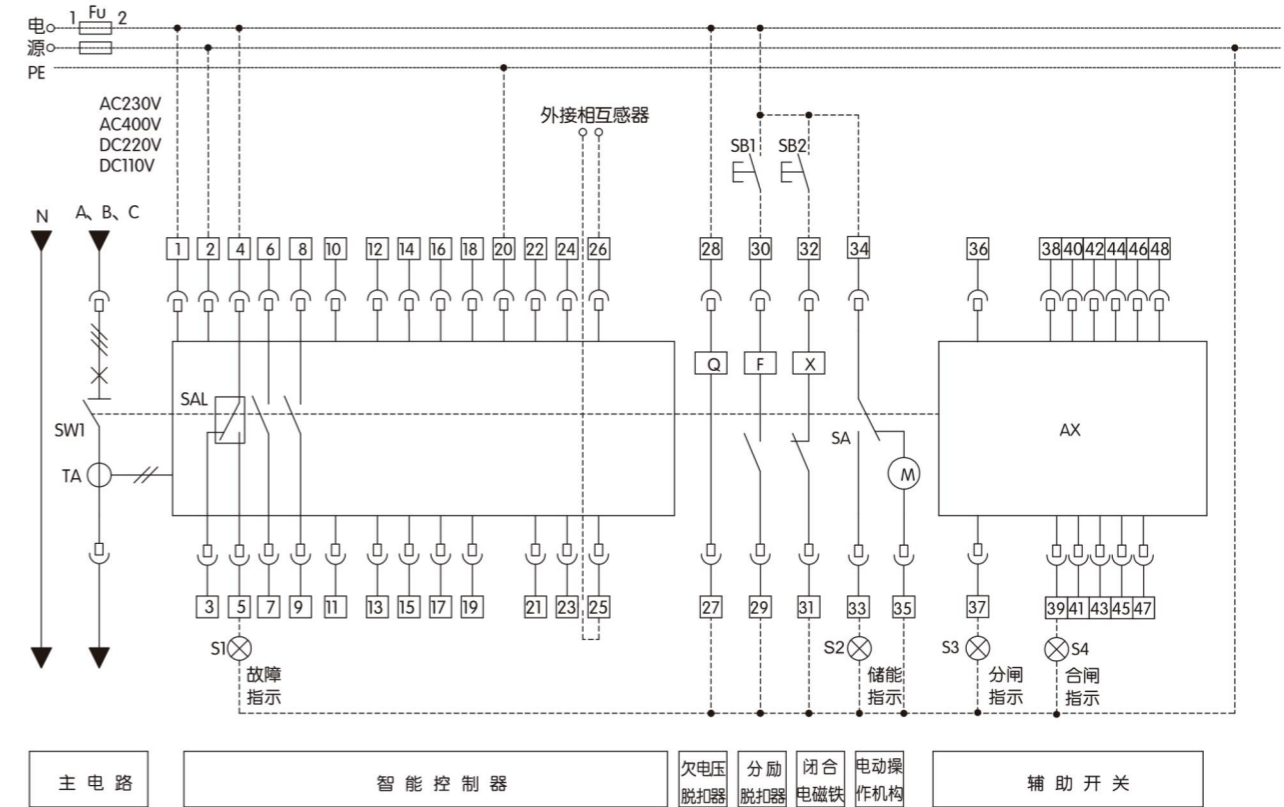 1 Fu 2
电
源
PE
AC230V
AC400V
DC220V
DC110V
外接相互感器
SB1 SB2
N A、B、C
1 2 4 6 8 10 12 14 16 18 20 22 24 26 28 30 32 34 36 38 40 42 44 46 48
Q F X
SAL
SW1
SA
AX
TA
M
3 5 7 9 11 13 15 17 19 21 23 25 27 29 31 33 35 37 39 41 43 45 47
S1 S2 S3 S4
故障
指示
储能
指示
分闸
指示
合闸
指示
主电路
智能控制器
欠电压
脱扣器
分励
脱扣器
闭合
电磁铁
电动操
作机构
辅助开关